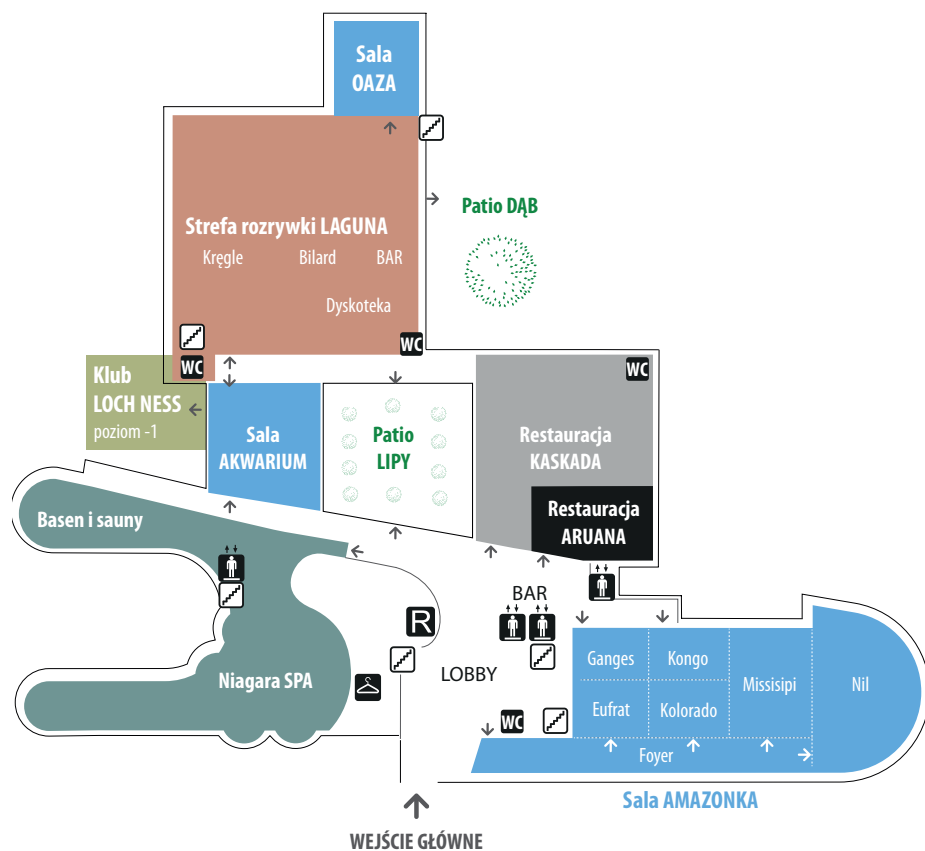 Sala
OAZA
Strefa rozrywki LAGUNA
Kręgle Bilard BAR
Dyskoteka
Patio DĄB
WC
WC
WC
Klub
LOCH NESS
poziom -1
Sala
AKWARIUM
Patio
LIPY
Restauracja
KASKADA
Restauracja
ARUANA
Basen i sauny
BAR
R
LOBBY
Niagara SPA
Ganges Kongo
Missisipi Nil
Eufrat Kolorado
WC
Foyer
Sala AMAZONKA
WEJŚCIE GŁÓWNE